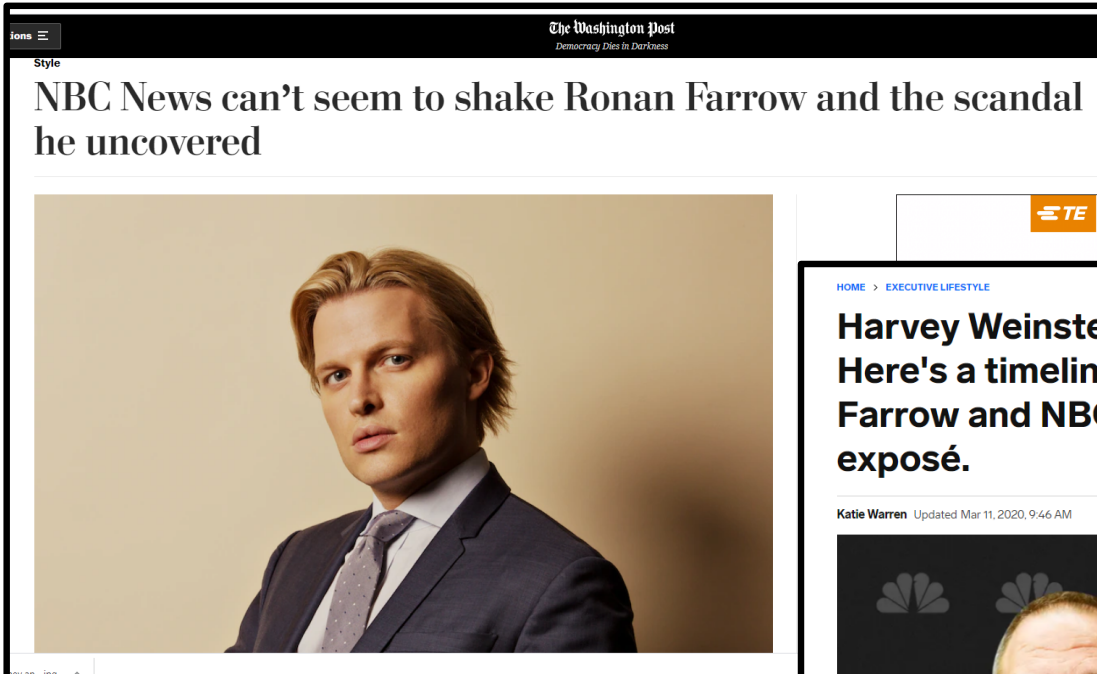 ions
The Washington Post
Democracy Dies in Darkness
Style
NBC News can’t seem to shake Ronan Farrow and the scandal
he uncovered
TE
HOME > EXECUTIVE LIFESTYLE
Harvey Weinste
Here's a timelin
Farrow and NBC
exposé.
Katie Warren Updated Mar 11, 2020, 9:46 AM